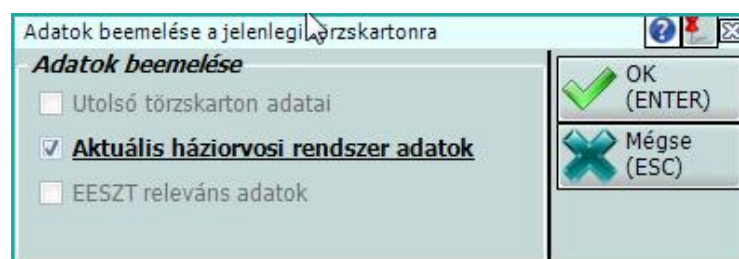 Adatok beemelése a jelenlegi törzskartonra
Adatok beemelése
Utolsó törzskarton adatai
Aktuális háziorvosi rendszer adatok
EESZT releváns adatok
OK
(ENTER)
Mégse
(ESC)